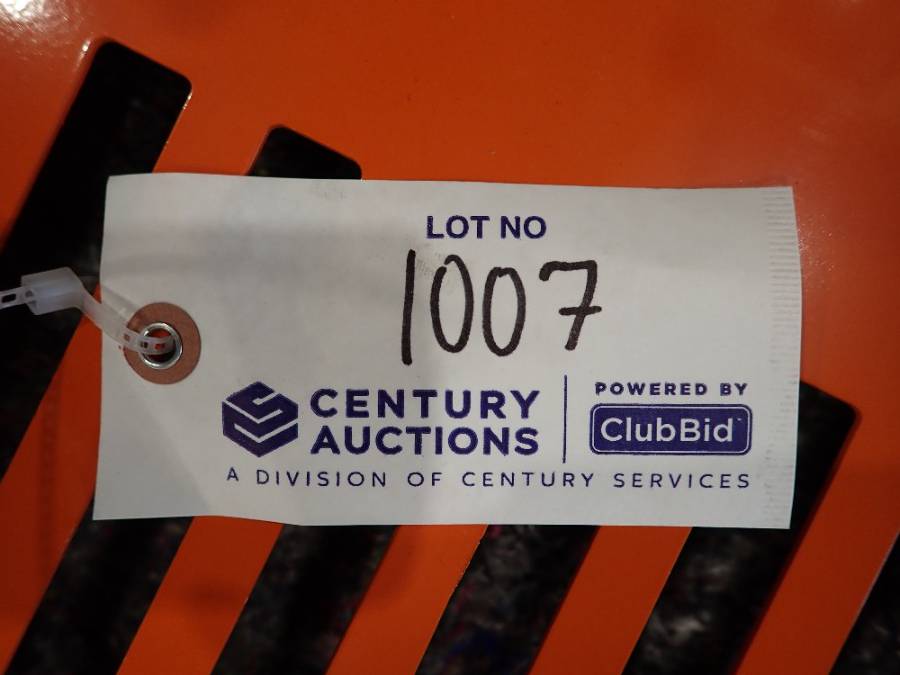 LOT NO
1007
CENTURY AUCTIONS
POWERED BY
ClubBid
A DIVISION OF CENTURY SERVICES